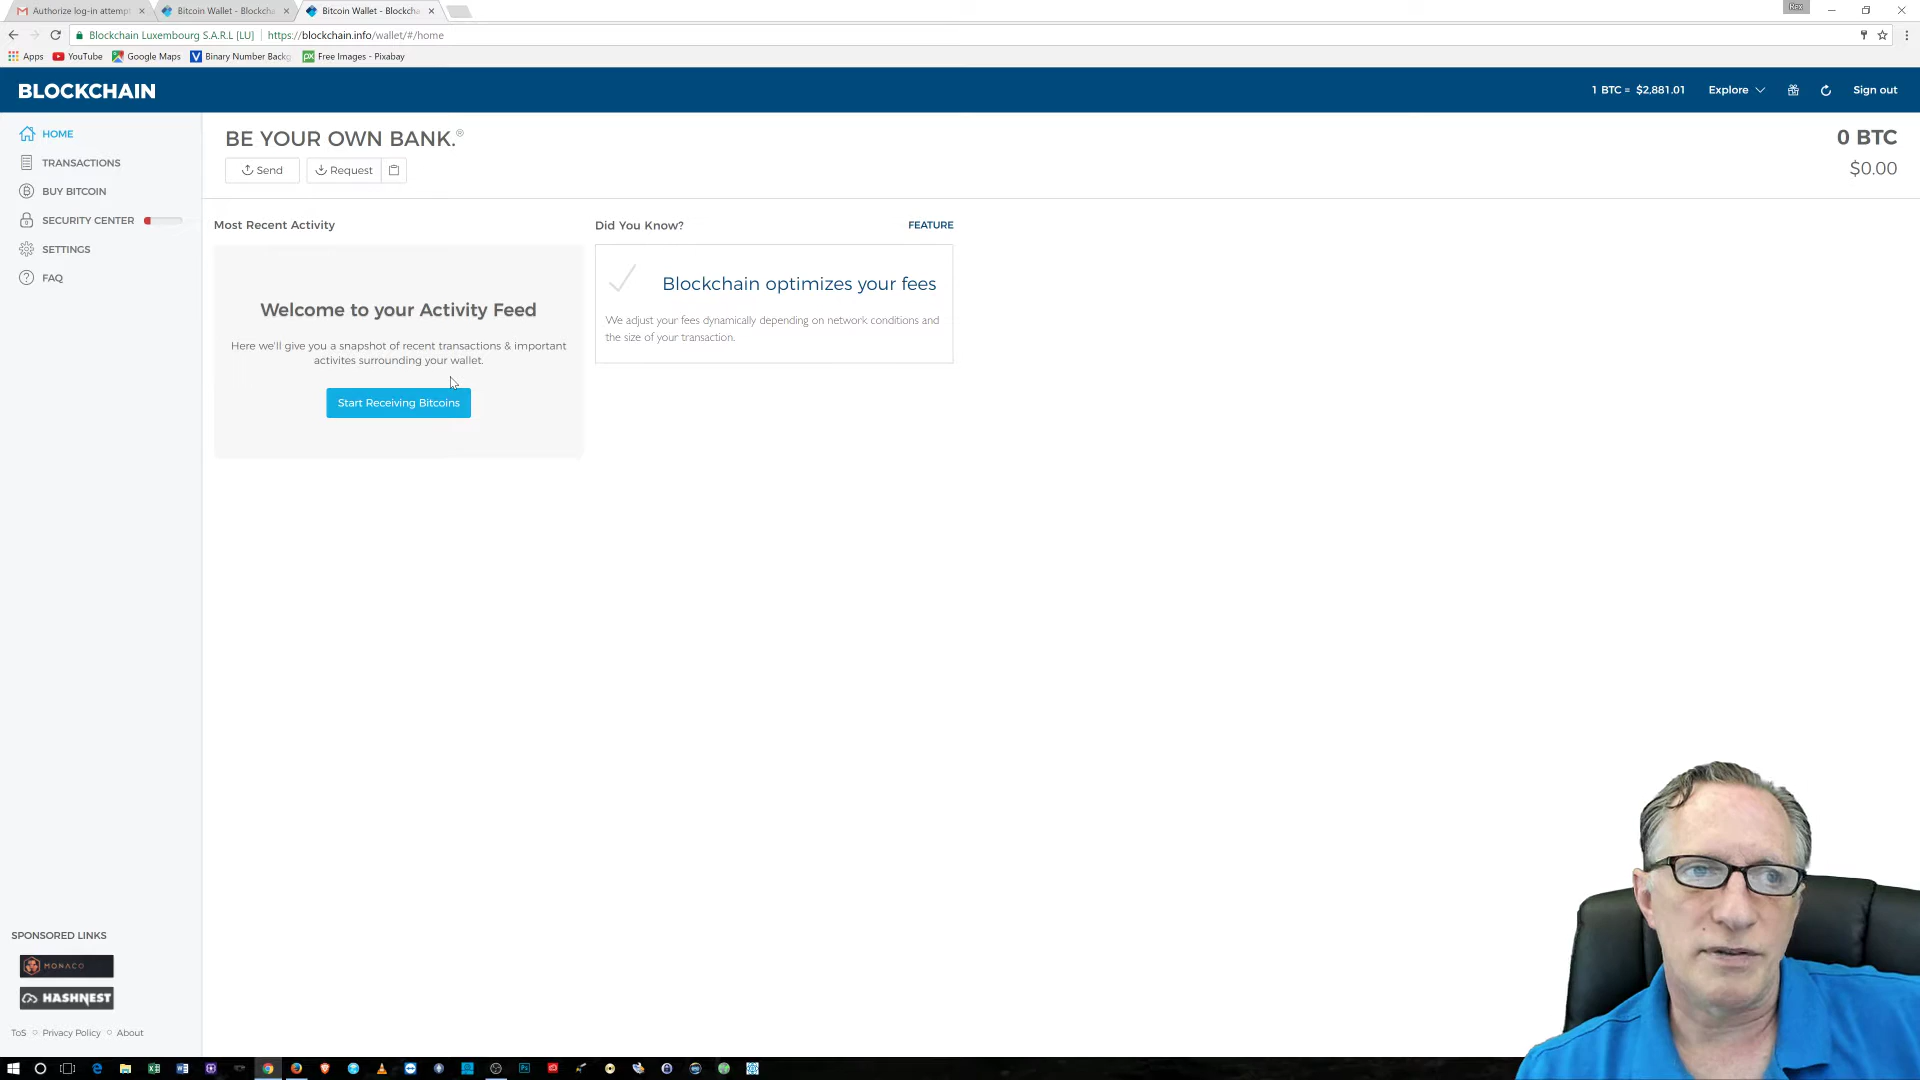 Authorize log-in attemp
Bitcoin Wallet - Blockcha
Bitcoin Wallet - Blockcha
Rex
Blockchain Luxembourg S.A.R.L [LU]
https://blockchain.info/wallet/#/home
Apps
YouTube
Google Maps
Binary Number Backg
Free Images - Pixabay
BLOCKCHAIN
1 BTC = $2,881.01
Explore
Sign out
HOME
TRANSACTIONS
BUY BITCOIN
SECURITY CENTER
SETTINGS
FAQ
BE YOUR OWN BANK.®
Send
Request
0 BTC
$0.00
Most Recent Activity
Welcome to your Activity Feed
Here we'll give you a snapshot of recent transactions & important
activites surrounding your wallet.
Start Receiving Bitcoins
Did You Know?
FEATURE
Blockchain optimizes your fees
We adjust your fees dynamically depending on network conditions and
the size of your transaction.
SPONSORED LINKS
MONACO
HASHNEST
ToS
Privacy Policy
About